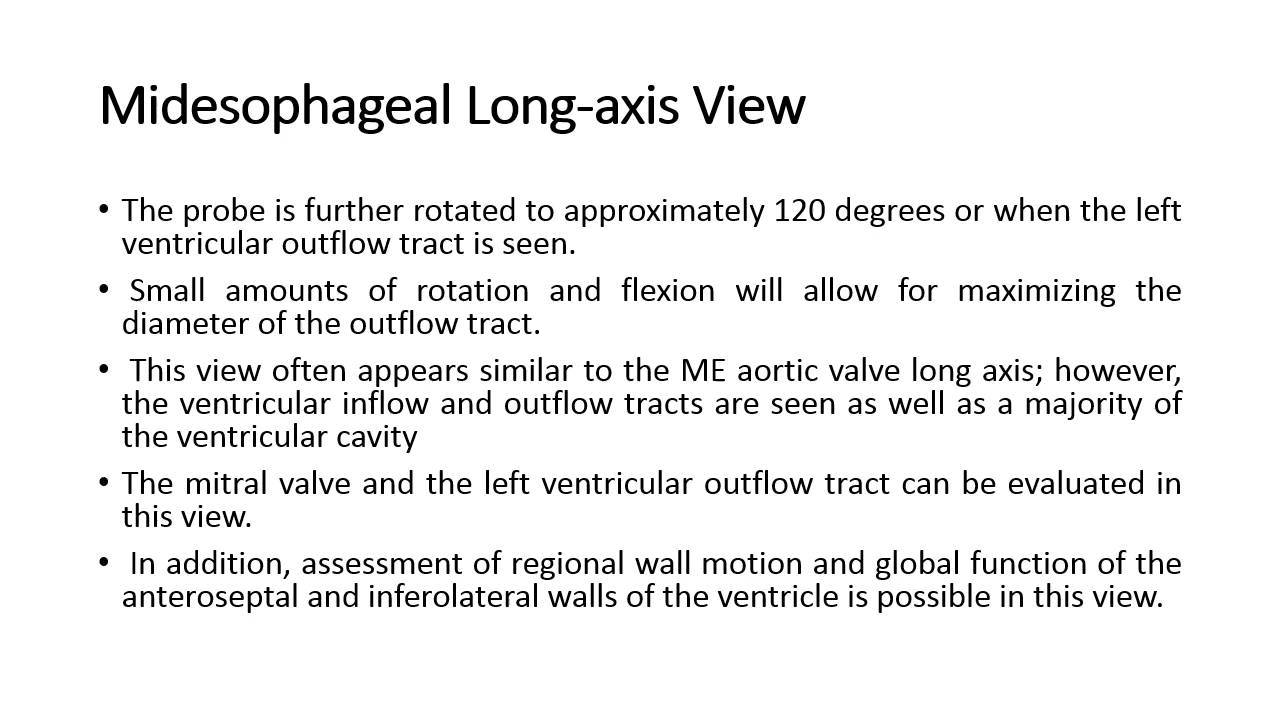 Midesophageal Long-axis View
• The probe is further rotated to approximately 120 degrees or when the left
ventricular outflow tract is seen.
• Small amounts of rotation and flexion will allow for maximizing the
diameter of the outflow tract.
• This view often appears similar to the ME aortic valve long axis; however,
the ventricular inflow and outflow tracts are seen as well as a majority of
the ventricular cavity
• The mitral valve and the left ventricular outflow tract can be evaluated in
this view.
• In addition, assessment of regional wall motion and global function of the
anteroseptal and inferolateral walls of the ventricle is possible in this view.